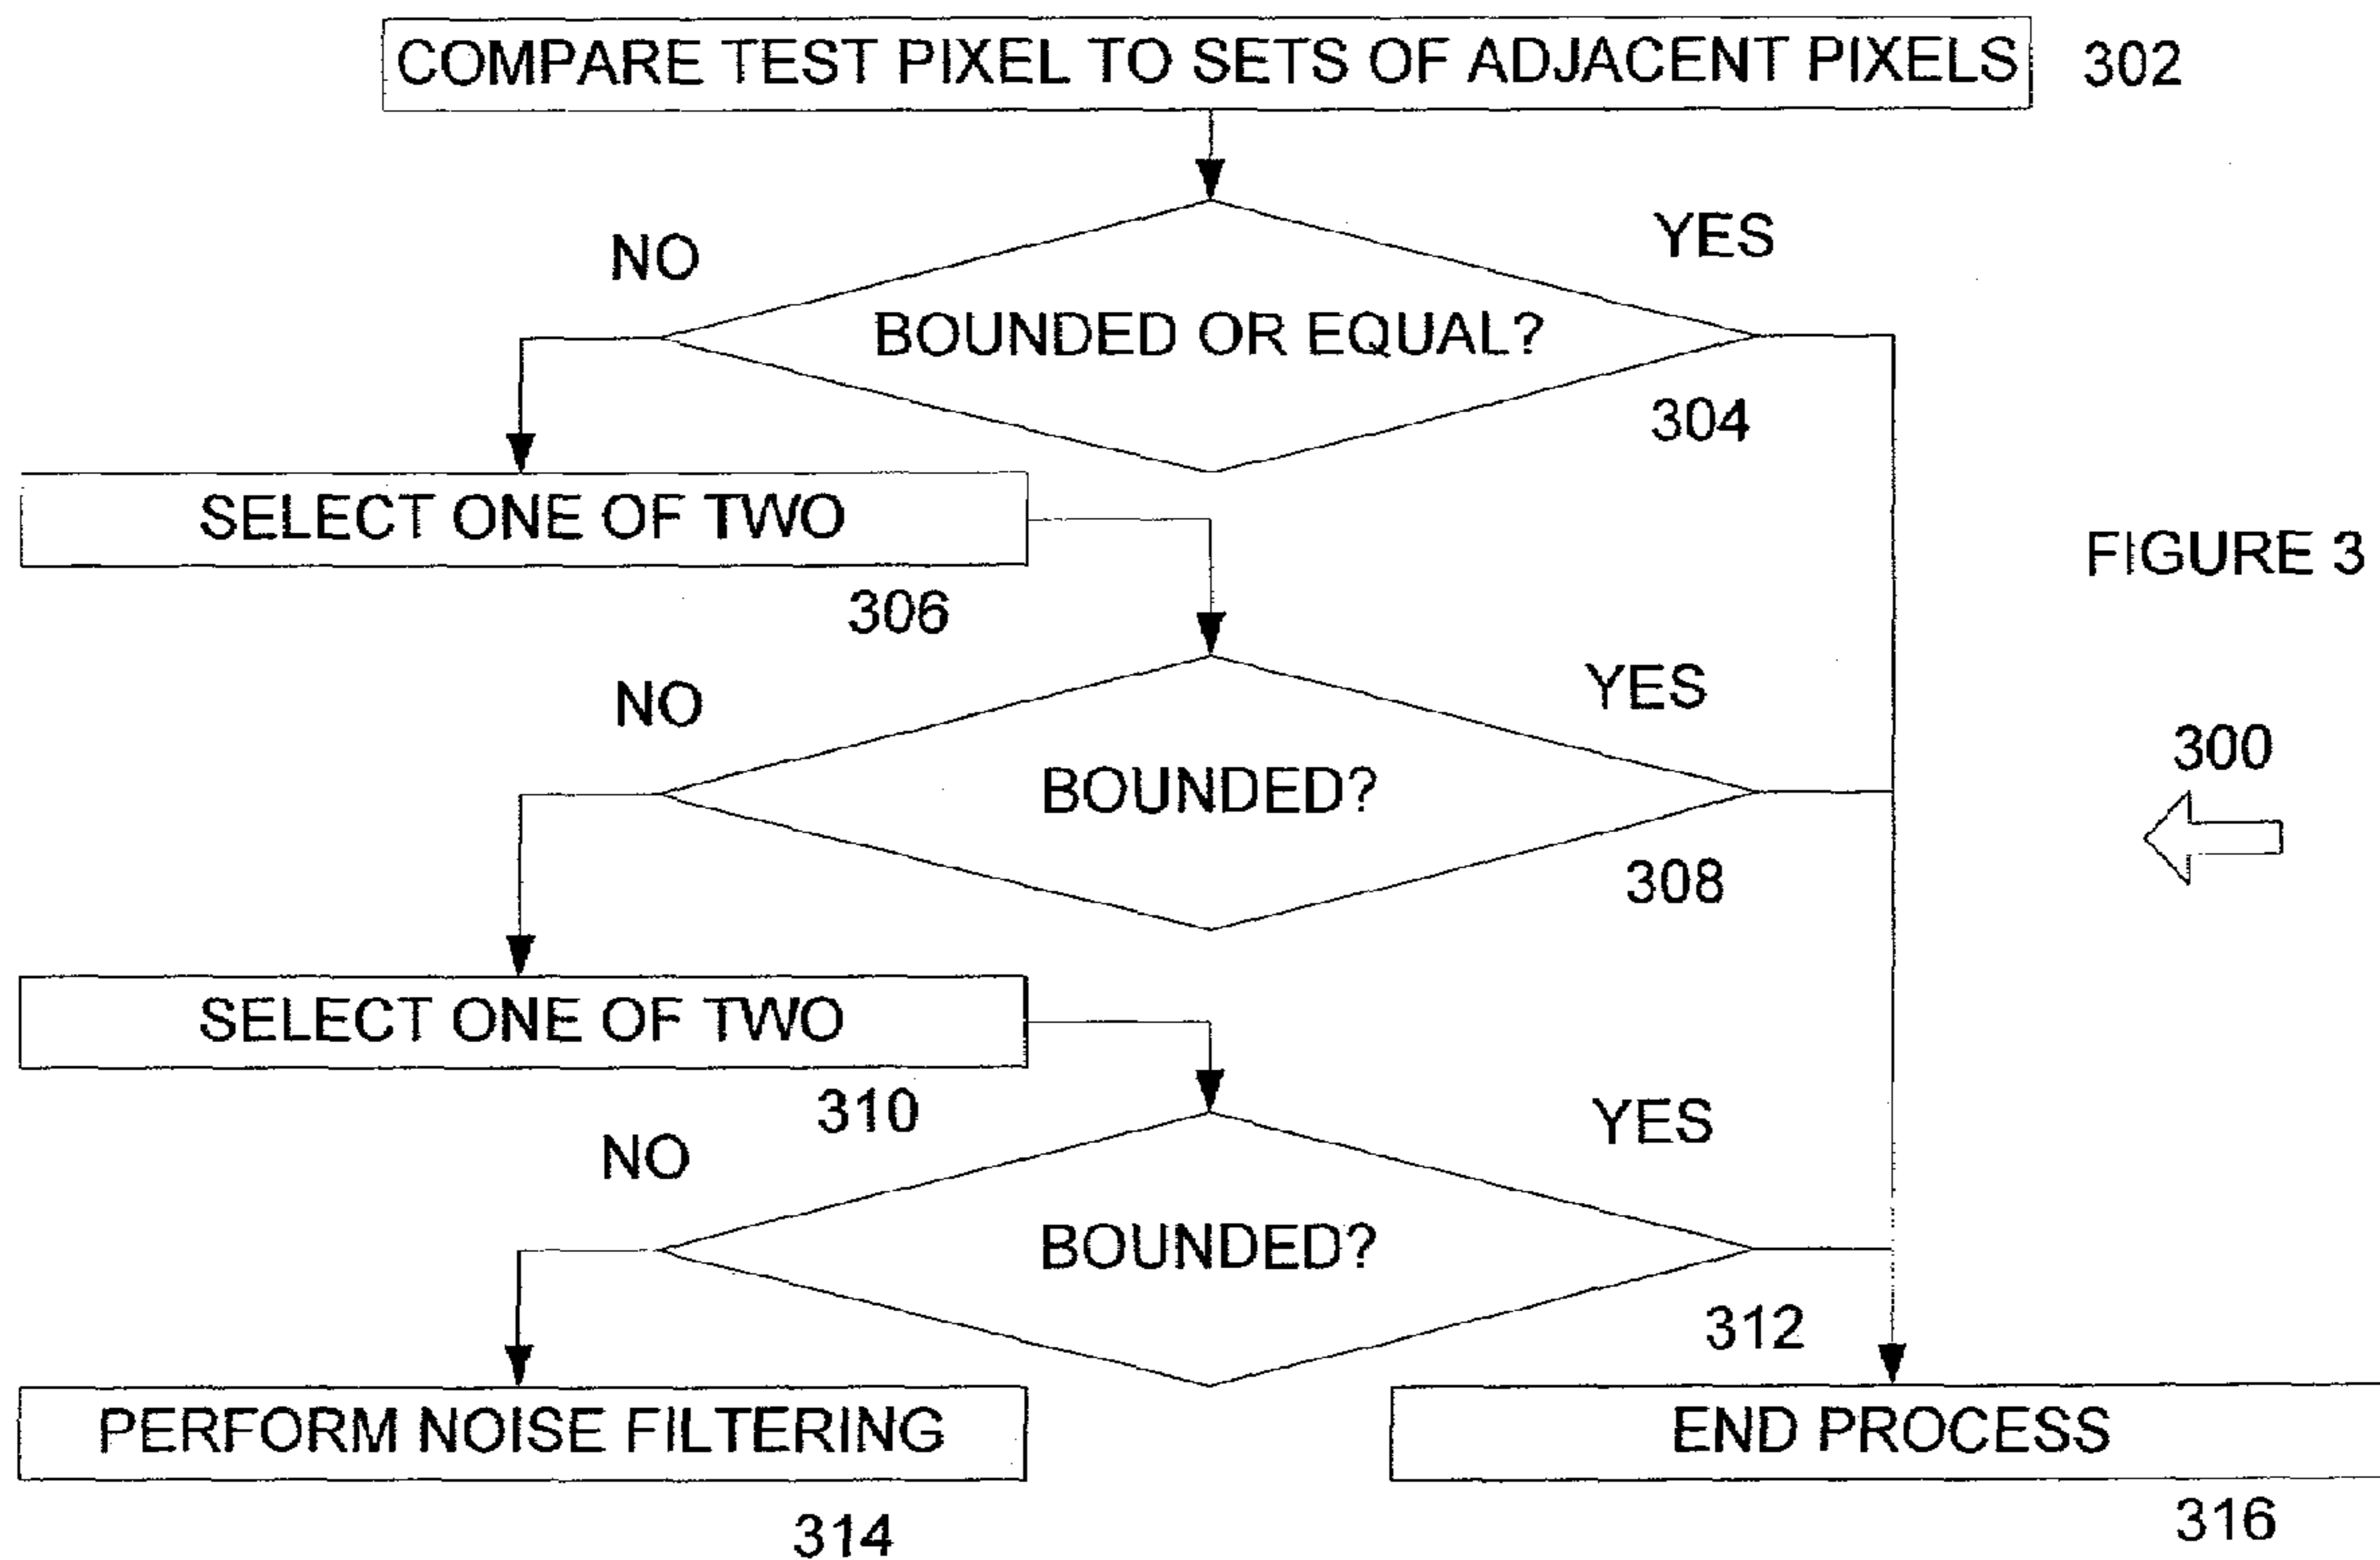 COMPARE TEST PIXEL TO SETS OF ADJACENT PIXELS
302
NO
YES
BOUNDED OR EQUAL?
304
SELECT ONE OF TWO
306
FIGURE 3
NO
YES
BOUNDED?
308
300
SELECT ONE OF TWO
310
NO
YES
BOUNDED?
312
PERFORM NOISE FILTERING
314
END PROCESS
316